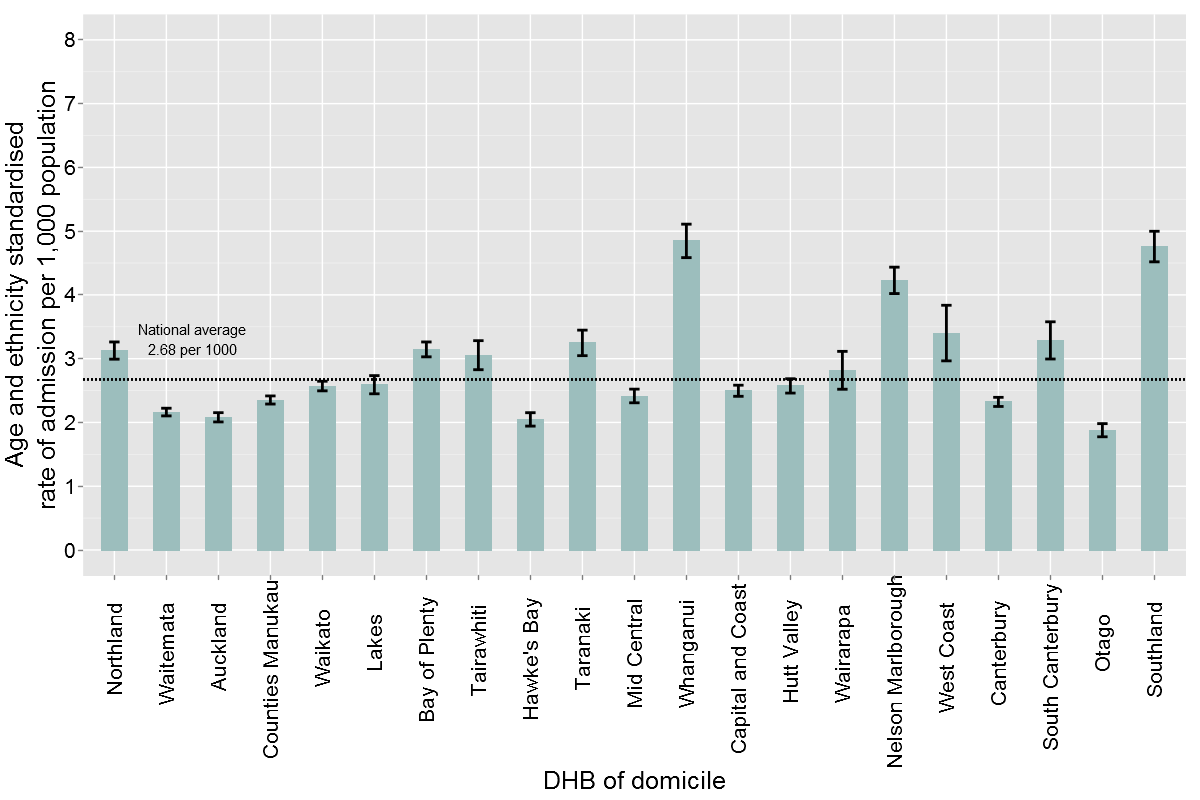 Age and ethnicity standardised
rate of admission per 1,000 population
8
7
6
5
4
3
2
1
0
National average
2.68 per 1000
Northland
Waitemata
Auckland
Counties Manukau
Waikato
Lakes
Bay of Plenty
Tairawhiti
Hawke's Bay
Taranaki
Mid Central
Whanganui
Capital and Coast
Hutt Valley
Wairarapa
Nelson Marlborough
West Coast
Canterbury
South Canterbury
Otago
Southland
DHB of domicile